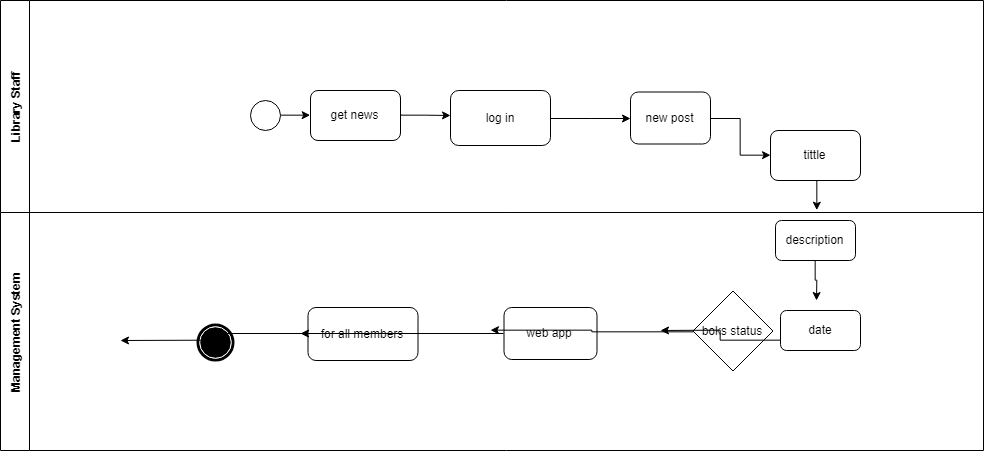 Library Staff
get news
log in
new post
tittle
Management System
description
for all members
web app
boks status
date